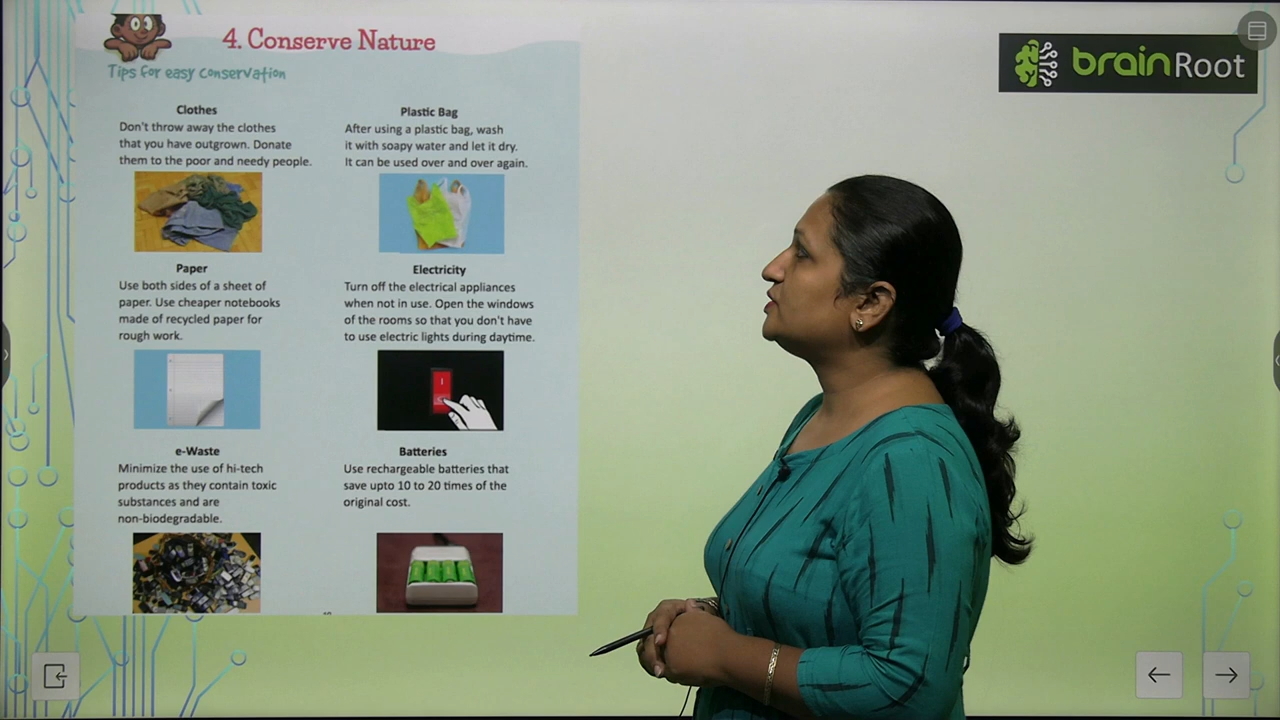 4. Conserve Nature
Tips for easy conservation
Clothes
Don't throw away the clothes
that you have outgrown. Donate
them to the poor and needy people.
Plastic Bag
After using a plastic bag, wash
it with soapy water and let it dry.
It can be used over and over again.
Paper
Use both sides of a sheet of
paper. Use cheaper notebooks
made of recycled paper for
rough work.
Electricity
Turn off the electrical appliances
when not in use. Open the windows
of the rooms so that you don't have
to use electric lights during daytime.
e-Waste
Minimize the use of hi-tech
products as they contain toxic
substances and are
non-biodegradable.
Batteries
Use rechargeable batteries that
save upto 10 to 20 times of the
original cost.
brainRoot